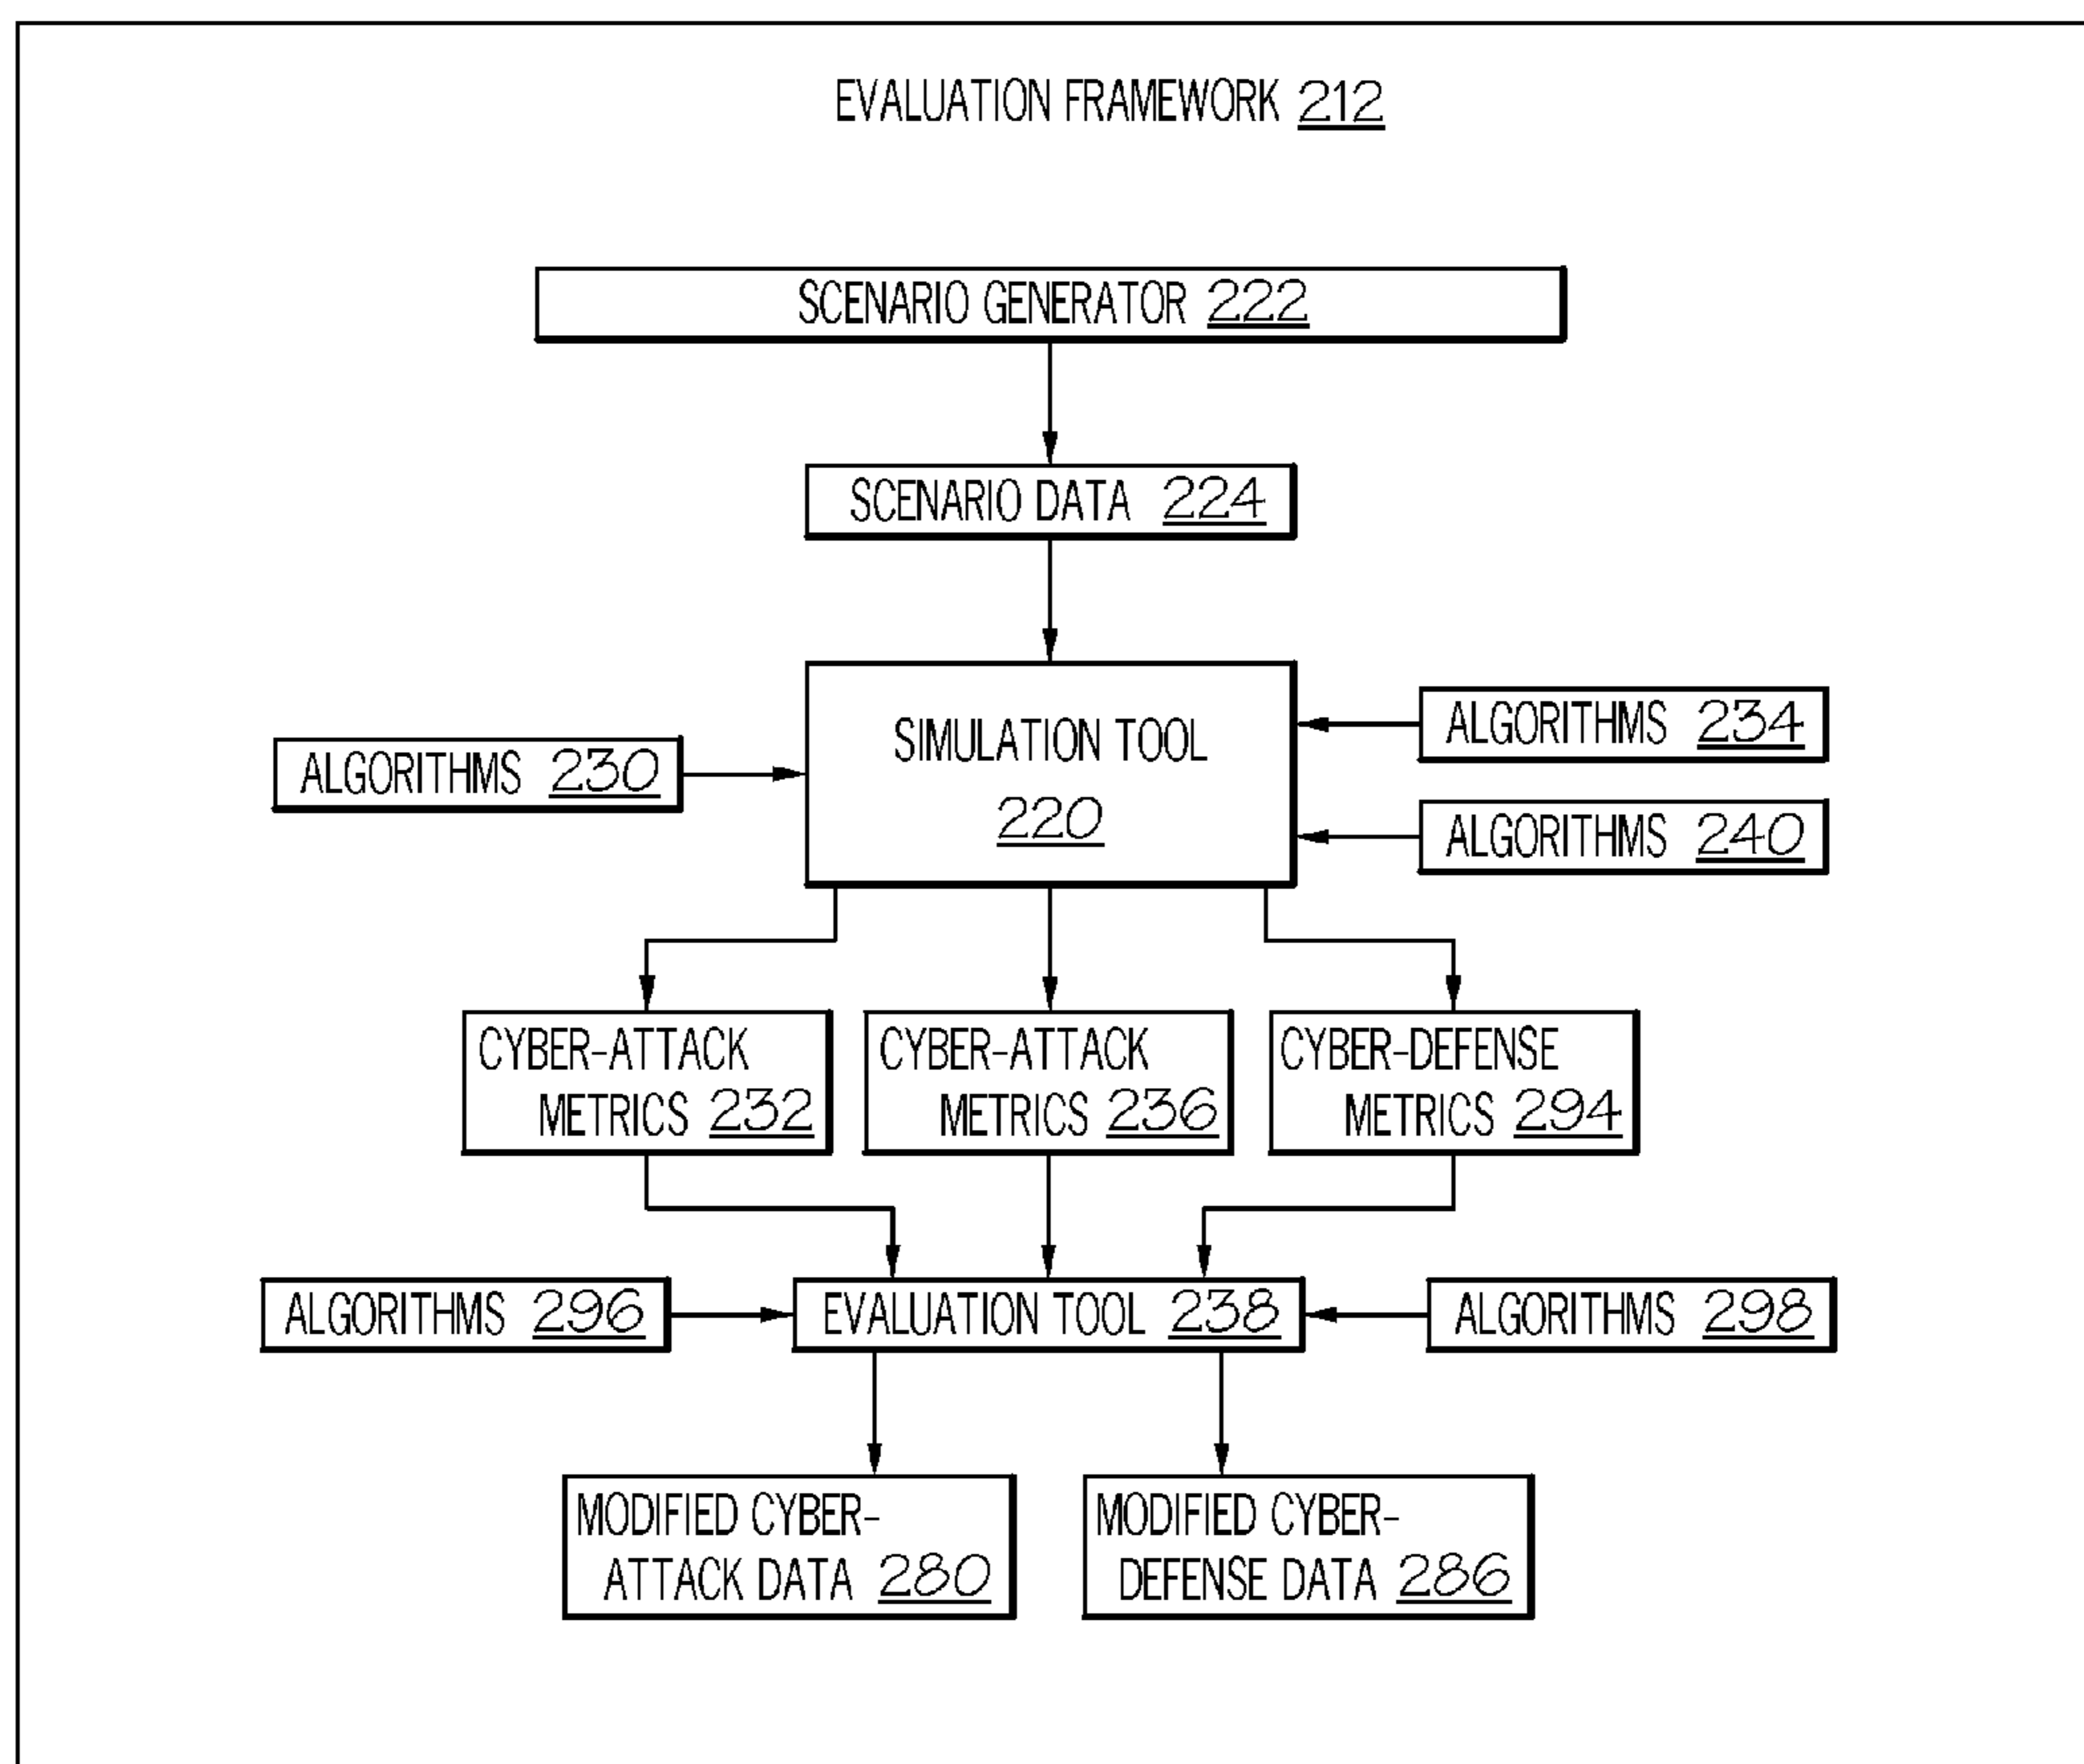 EVALUATION FRAMEWORK 212
SCENARIO GENERATOR 222
SCENARIO DATA 224
SIMULATION TOOL
220
ALGORITHMS 230
ALGORITHMS 234
ALGORITHMS 240
CYBER-ATTACK
METRICS 232
CYBER-ATTACK
METRICS 236
CYBER-DEFENSE
METRICS 294
ALGORITHMS 296
EVALUATION TOOL 238
ALGORITHMS 298
MODIFIED CYBER-
ATTACK DATA 280
MODIFIED CYBER-
DEFENSE DATA 286